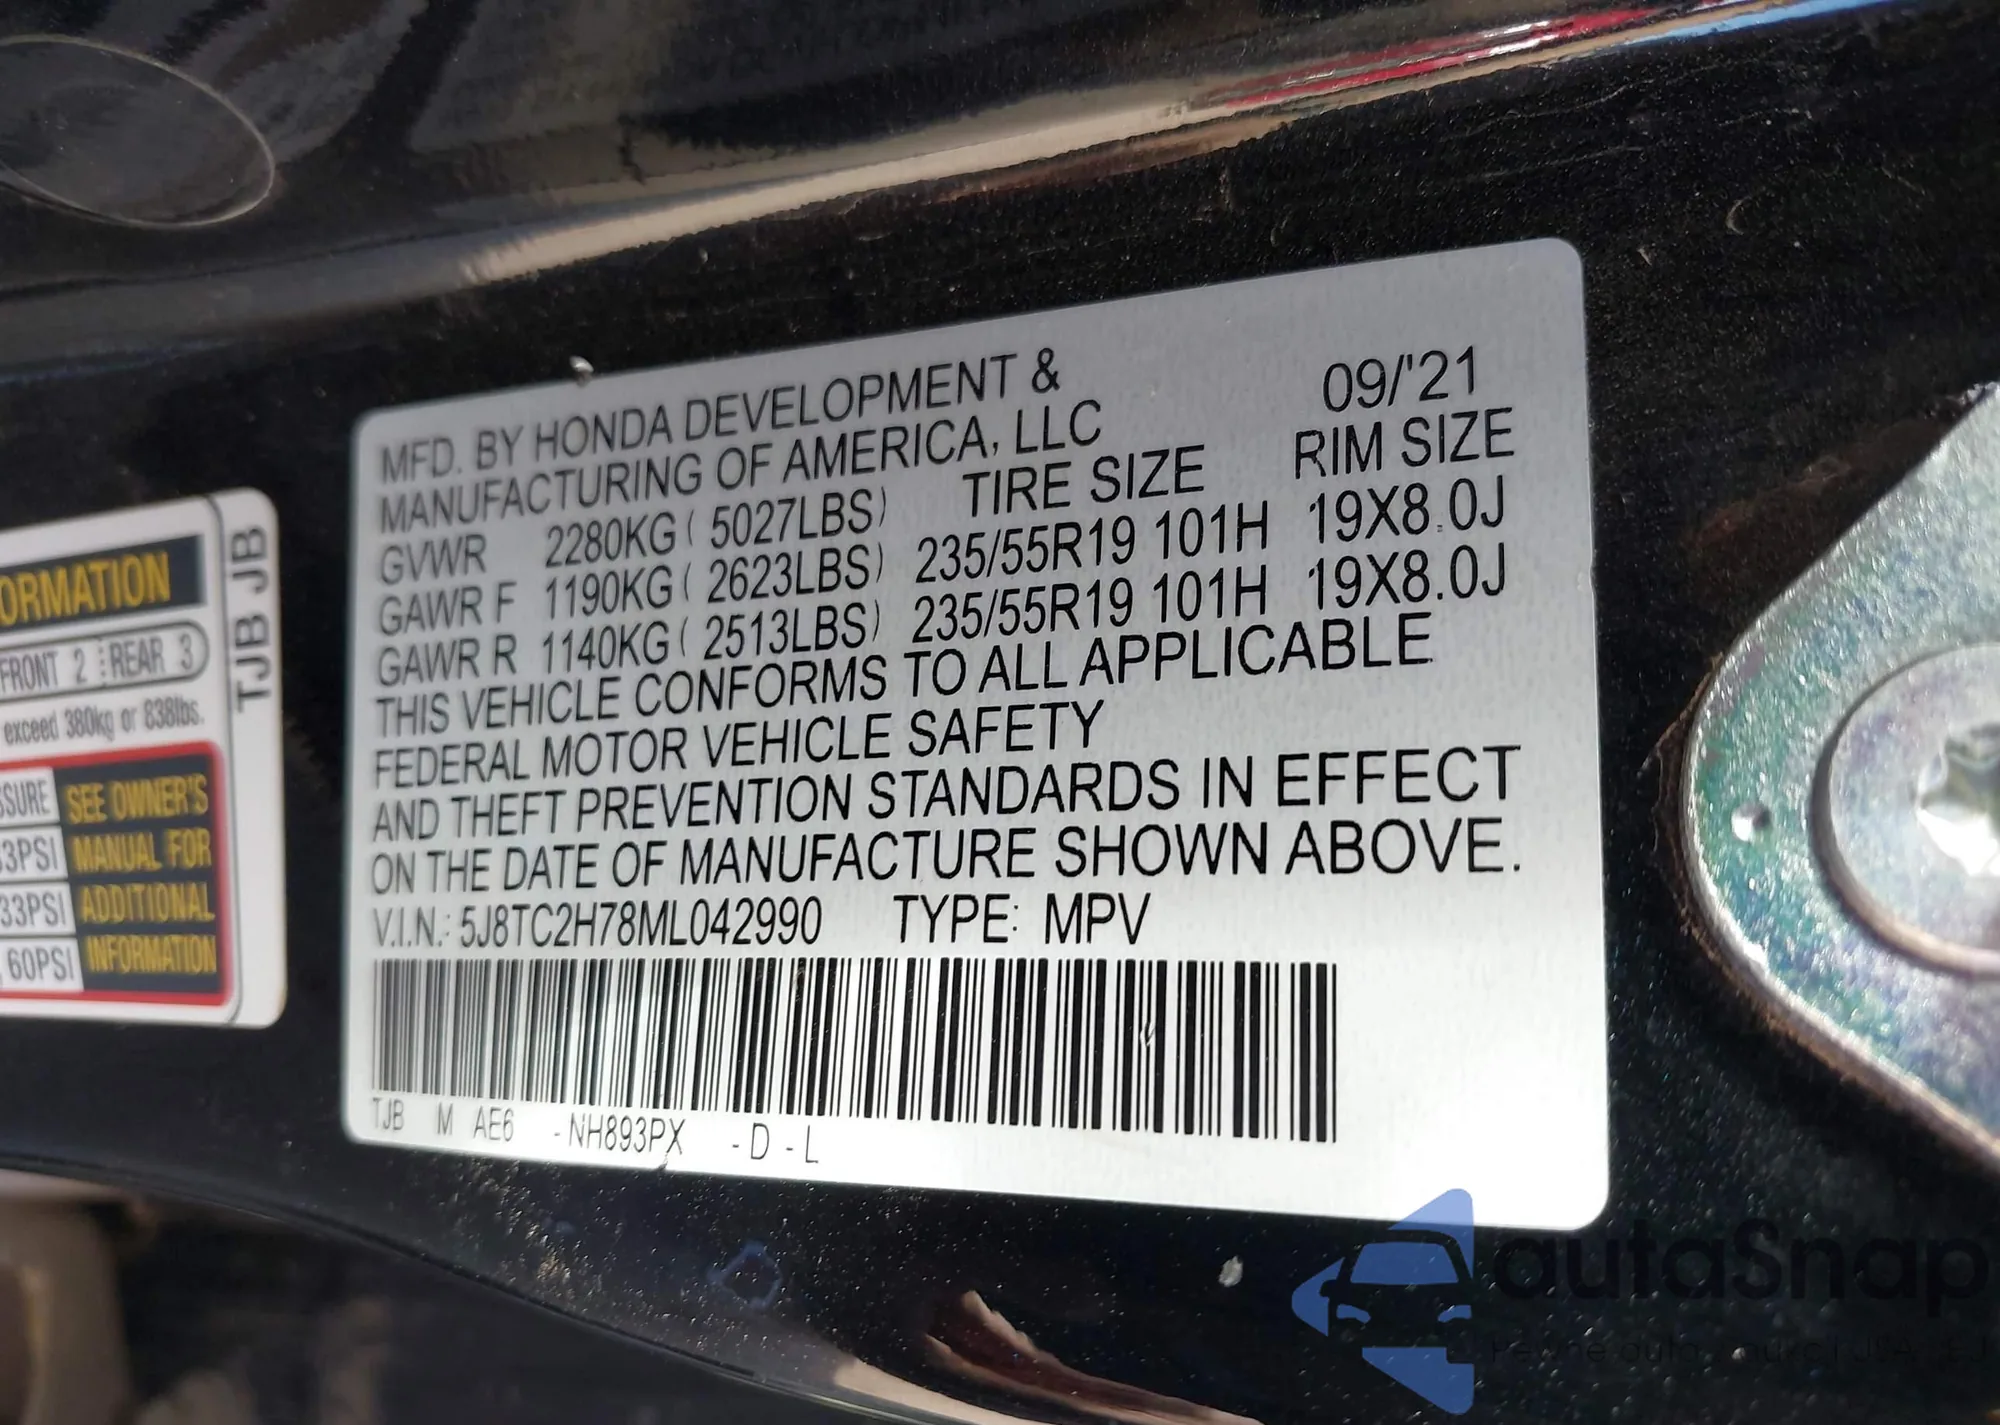 MFD. BY HONDA DEVELOPMENT & 09/'21
MANUFACTURING OF AMERICA, LLC
TIRE SIZE RIM SIZE
GVWR 2280KG ( 5027LBS)
GAWR F 1190KG ( 2623LBS) 235/55R19 101H 19X8.0J
GAWR R 1140KG ( 2513LBS) 235/55R19 101H 19X8.0J
THIS VEHICLE CONFORMS TO ALL APPLICABLE
FEDERAL MOTOR VEHICLE SAFETY
AND THEFT PREVENTION STANDARDS IN EFFECT
ON THE DATE OF MANUFACTURE SHOWN ABOVE.
V.I.N.: 5J8TC2H78ML042990 TYPE: MPV
TJB M AE6 -NH893PX -D -L
FRONT 2 REAR 3
exceed 380kg or 838lbs.
SEE OWNER'S
MANUAL FOR
33PSI ADDITIONAL
60PSI INFORMATION
TJB JB
autaSnap